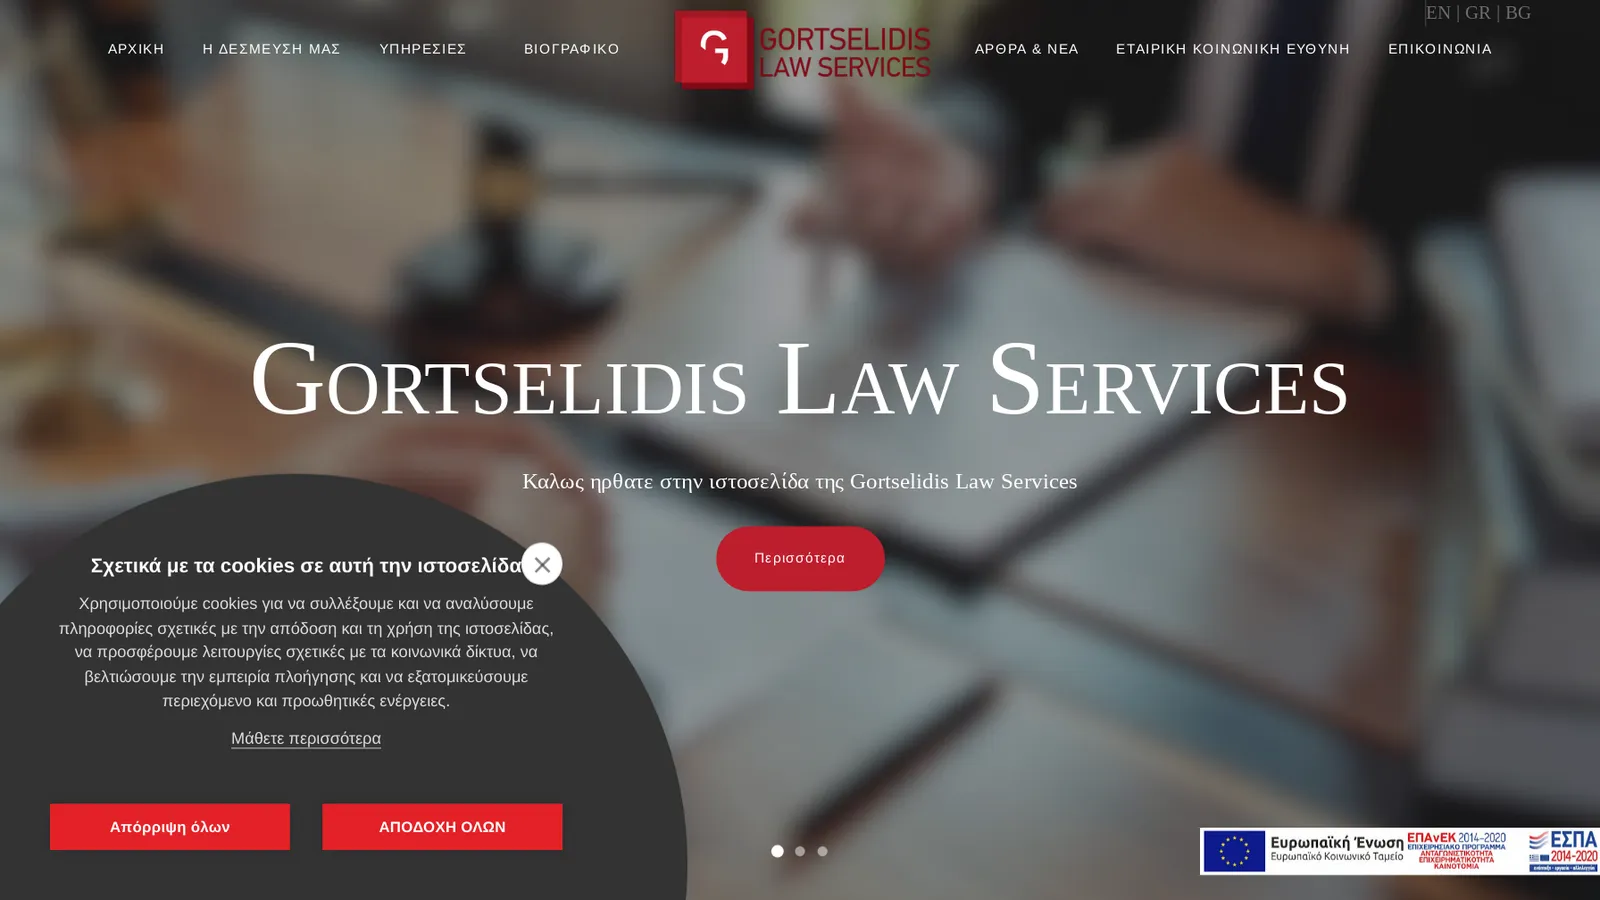 EN | GR | BG
ΑΡΧΙΚΗ
Η ΔΕΣΜΕΥΣΗ ΜΑΣ
ΥΠΗΡΕΣΙΕΣ
ΒΙΟΓΡΑΦΙΚΟ
GORTSELIDIS
LAW SERVICES
ΑΡΘΡΑ & ΝΕΑ
ΕΤΑΙΡΙΚΗ ΚΟΙΝΩΝΙΚΗ ΕΥΘΥΝΗ
ΕΠΙΚΟΙΝΩΝΙΑ
Gortselidis Law Services
Καλως ηρθατε στην ιστοσελίδα της Gortselidis Law Services
Περισσότερα
Σχετικά με τα cookies σε αυτή την ιστοσελίδα
Χρησιμοποιούμε cookies για να συλλέξουμε και να αναλύσουμε
πληροφορίες σχετικές με την απόδοση και τη χρήση της ιστοσελίδας,
να προσφέρουμε λειτουργίες σχετικές με τα κοινωνικά δίκτυα, να
βελτιώσουμε την εμπειρία πλοήγησης και να εξατομικεύσουμε
περιεχόμενο και προωθητικές ενέργειες.
Μάθετε περισσότερα
Απόρριψη όλων
ΑΠΟΔΟΧΗ ΟΛΩΝ
Ευρωπαϊκή Ένωση
Ευρωπαϊκό Κοινωνικό Ταμείο
ΕΠΑνΕΚ 2014-2020
ΕΠΙΧΕΙΡΗΣΙΑΚΟ ΠΡΟΓΡΑΜΜΑ
ΑΝΤΑΓΩΝΙΣΤΙΚΟΤΗΤΑ
ΕΠΙΧΕΙΡΗΜΑΤΙΚΟΤΗΤΑ
ΚΑΙΝΟΤΟΜΙΑ
ΕΣΠΑ
2014-2020
ανάπτυξη - εργασία - αλληλεγγύη